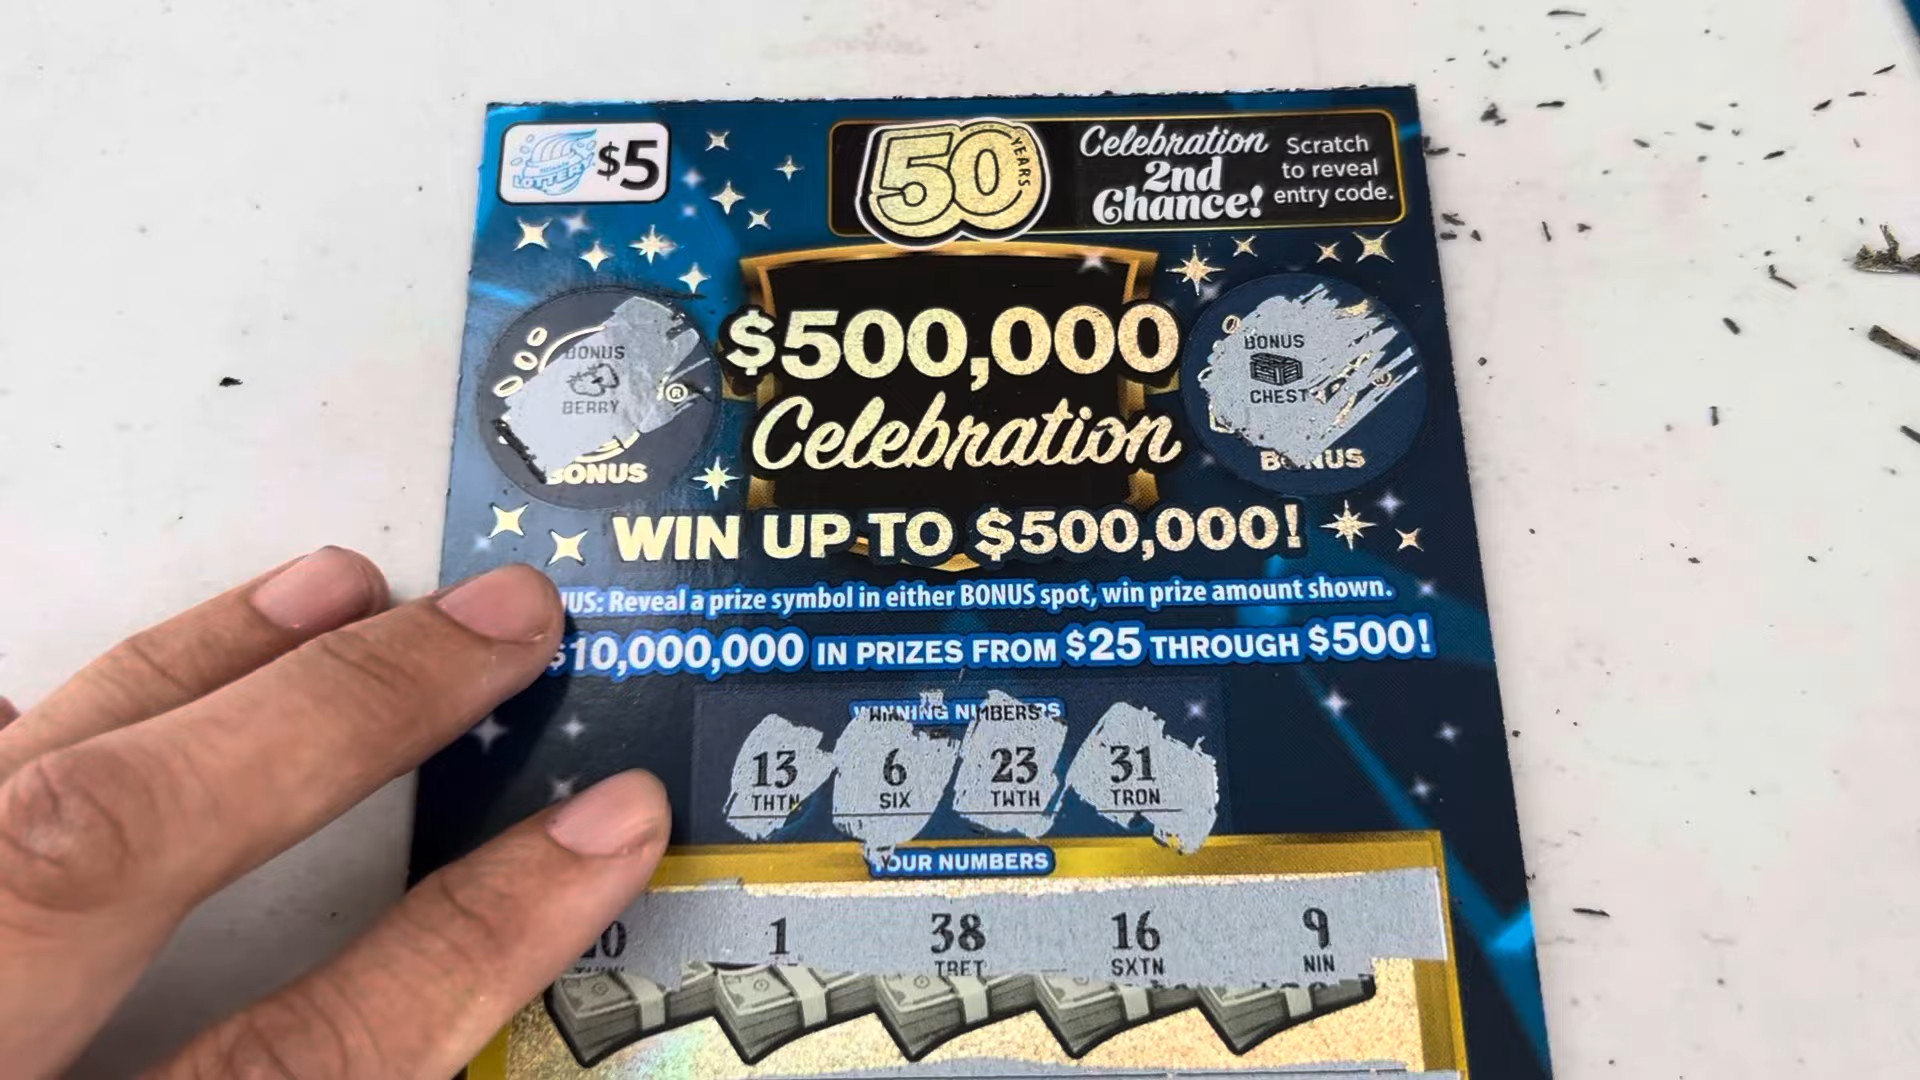 LOTTERY $5
50 YEARS
Celebration
2nd
Chance!
Scratch
to reveal
entry code.
BONUS
BERRY
BONUS
$500,000
Celebration
BONUS
CHEST
BONUS
WIN UP TO $500,000!
US: Reveal a prize symbol in either BONUS spot, win prize amount shown.
$10,000,000 IN PRIZES FROM $25 THROUGH $500!
WINNING NUMBERS
13 6 23 31
THTN SIX TWTH TRON
YOUR NUMBERS
1 38 16 9
TRET SXTN NIN